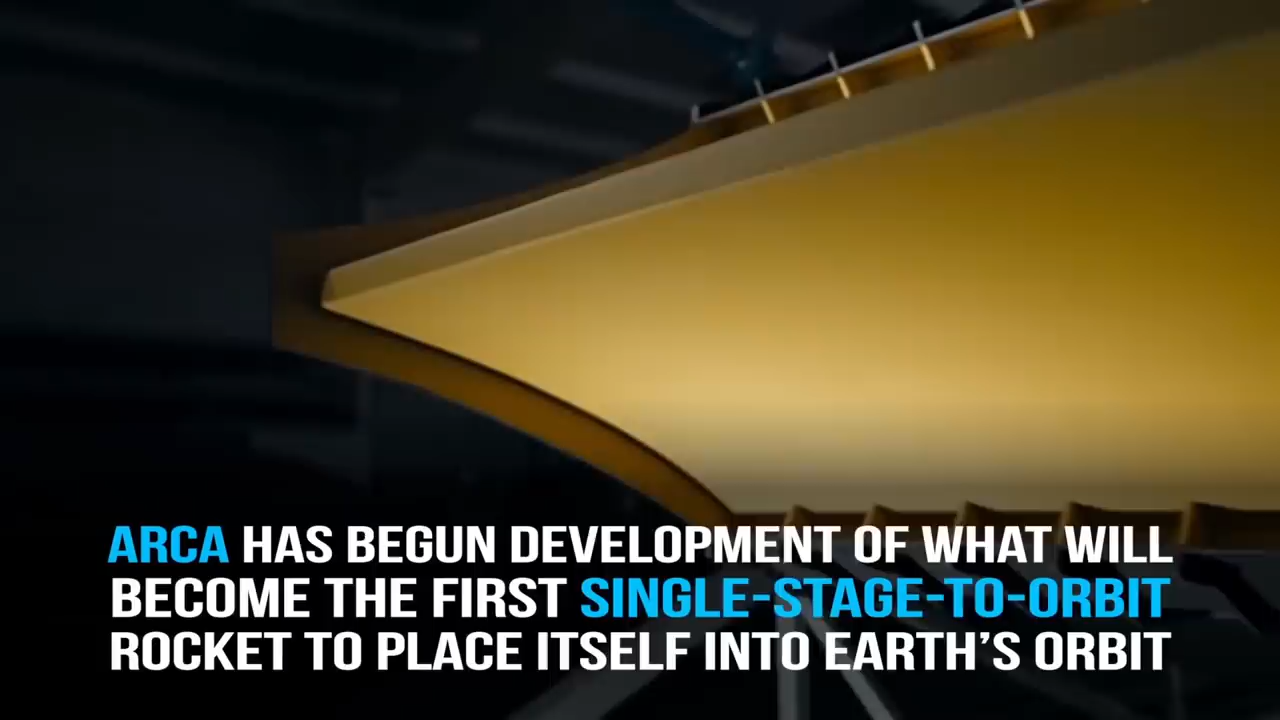 ARCA HAS BEGUN DEVELOPMENT OF WHAT WILL
BECOME THE FIRST SINGLE-STAGE-TO-ORBIT
ROCKET TO PLACE ITSELF INTO EARTH’S ORBIT